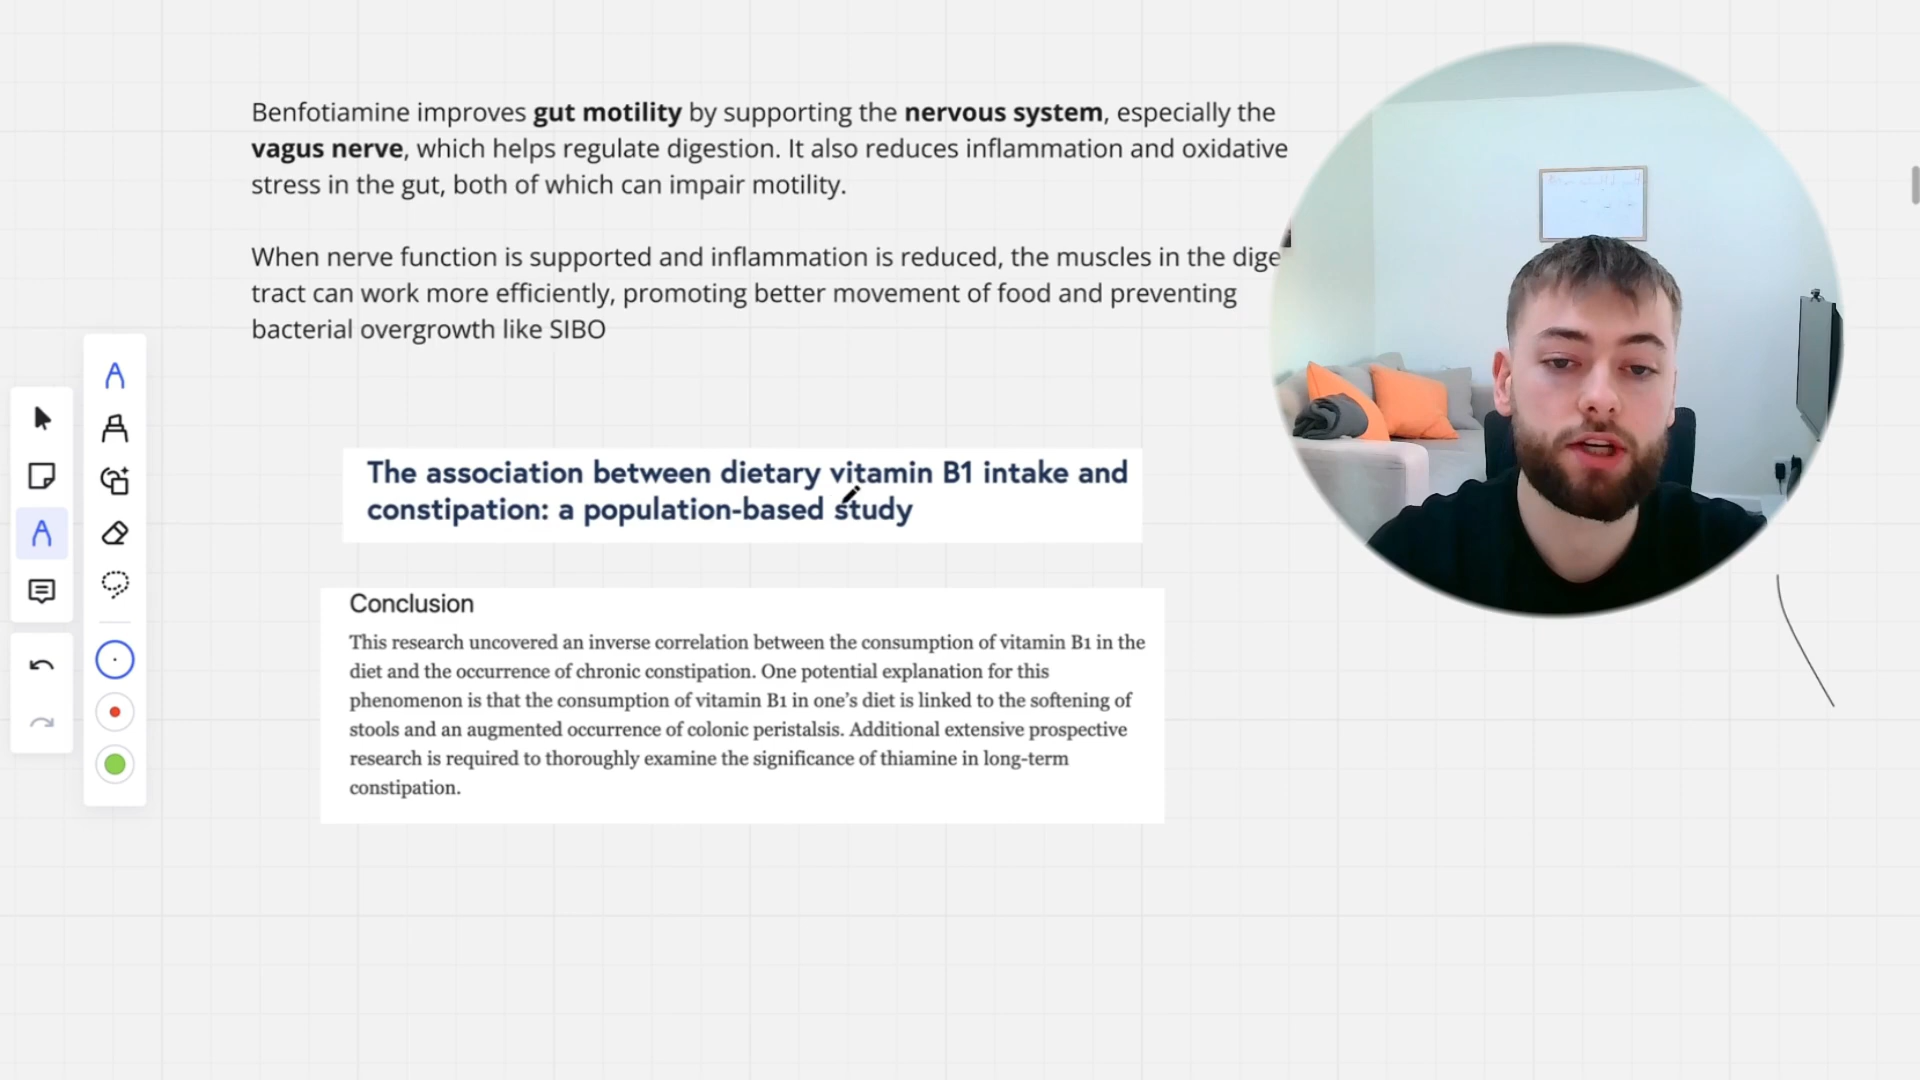 Benfotiamine improves gut motility by supporting the nervous system, especially the
vagus nerve, which helps regulate digestion. It also reduces inflammation and oxidative
stress in the gut, both of which can impair motility.
When nerve function is supported and inflammation is reduced, the muscles in the dige
tract can work more efficiently, promoting better movement of food and preventing
bacterial overgrowth like SIBO
The association between dietary vitamin B1 intake and
constipation: a population-based study
Conclusion
This research uncovered an inverse correlation between the consumption of vitamin B1 in the
diet and the occurrence of chronic constipation. One potential explanation for this
phenomenon is that the consumption of vitamin B1 in one's diet is linked to the softening of
stools and an augmented occurrence of colonic peristalsis. Additional extensive prospective
research is required to thoroughly examine the significance of thiamine in long-term
constipation.